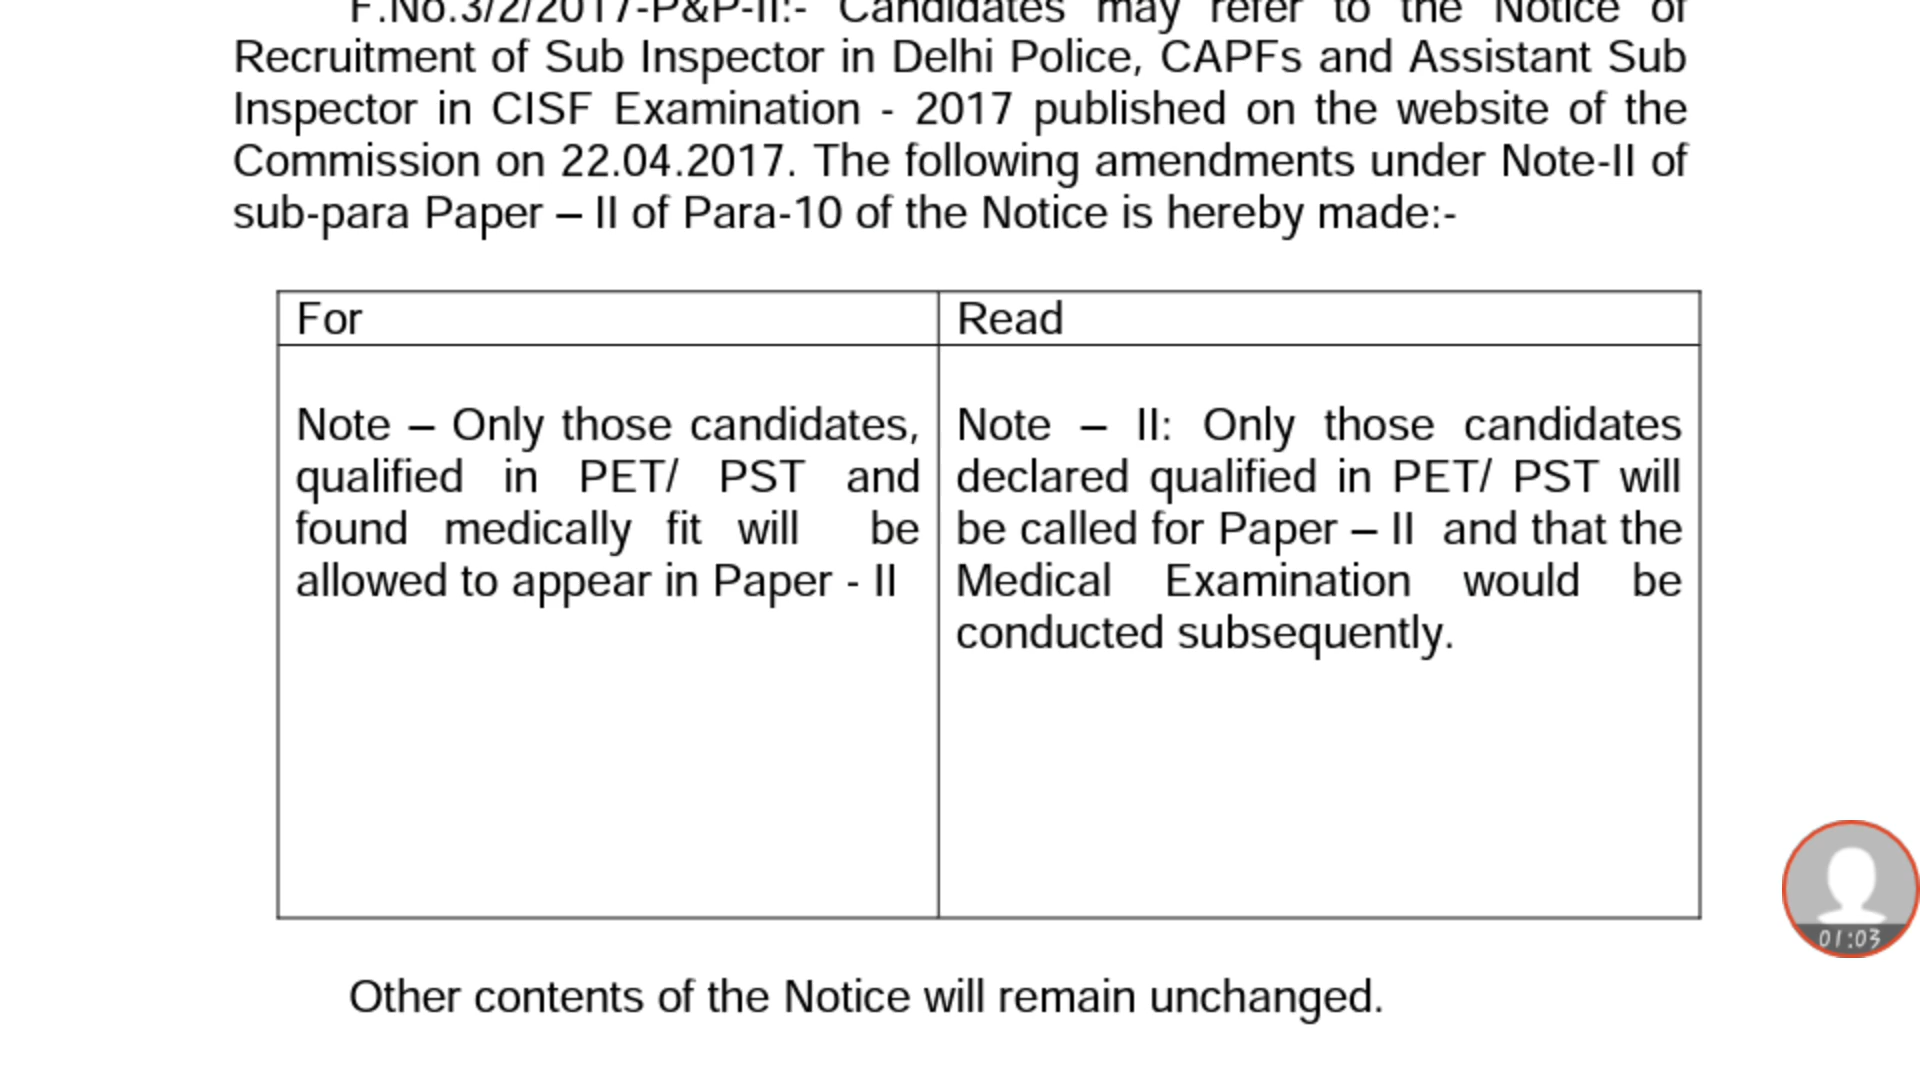 F.No.3/2/2017-P&P-II:- Candidates may refer to the Notice of
Recruitment of Sub Inspector in Delhi Police, CAPFs and Assistant Sub
Inspector in CISF Examination - 2017 published on the website of the
Commission on 22.04.2017. The following amendments under Note-II of
sub-para Paper – II of Para-10 of the Notice is hereby made:-
For
Read
Note – Only those candidates,
qualified in PET/ PST and
found medically fit will be
allowed to appear in Paper - II
Note – II: Only those candidates
declared qualified in PET/ PST will
be called for Paper – II and that the
Medical Examination would be
conducted subsequently.
01:03
Other contents of the Notice will remain unchanged.